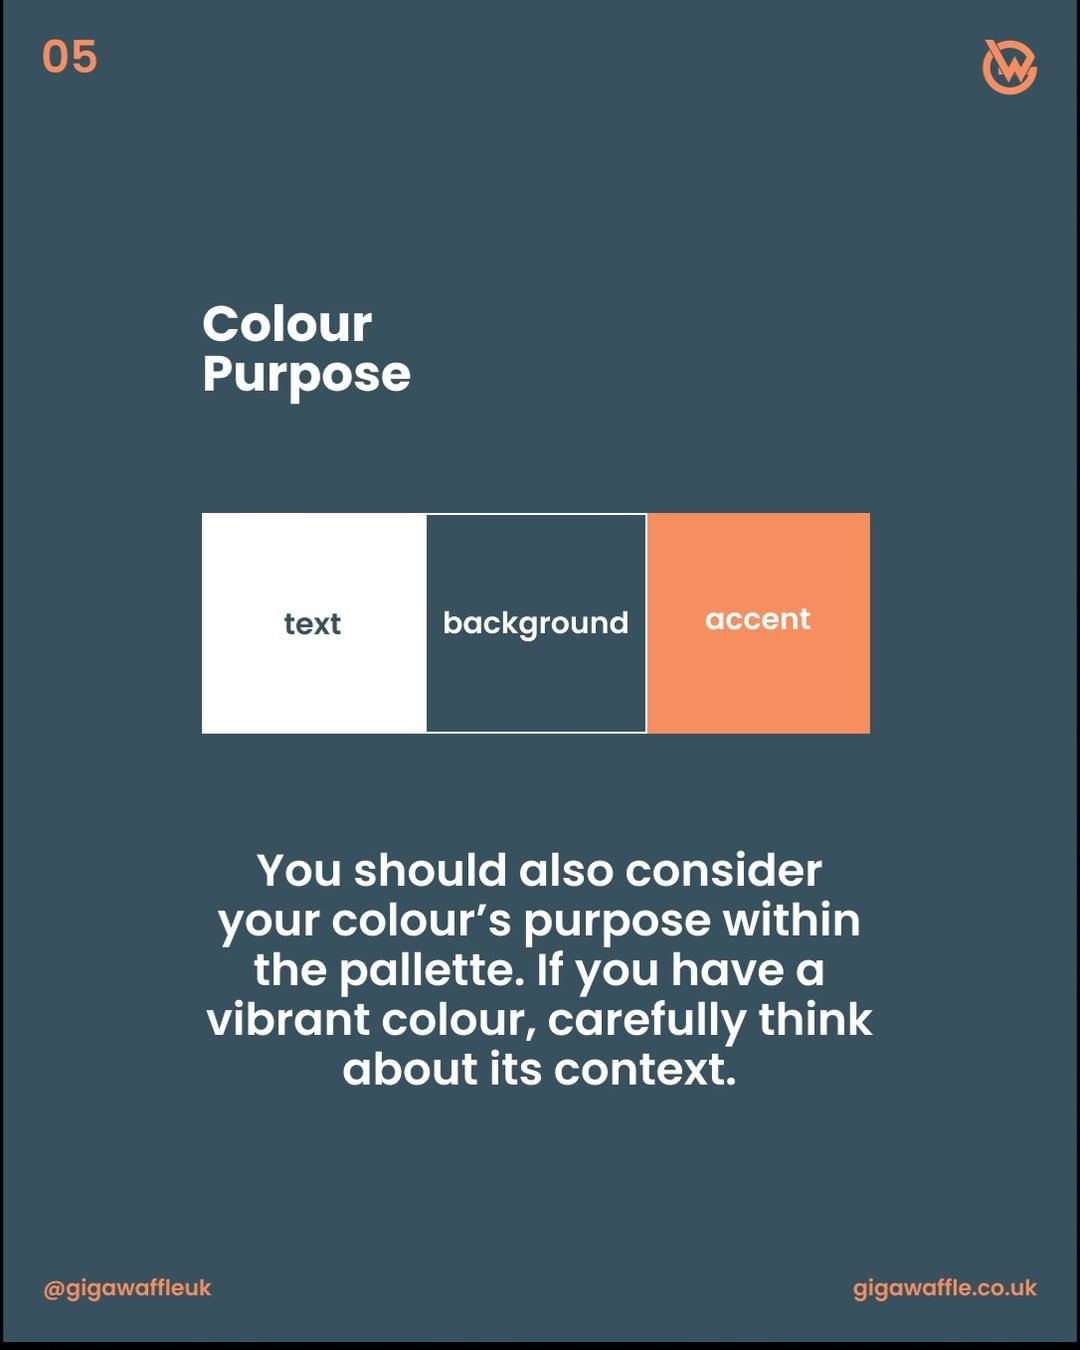 05
Colour
Purpose
text
background
accent
You should also consider
your colour’s purpose within
the pallette. If you have a
vibrant colour, carefully think
about its context.
@gigawaffleuk
gigawaffle.co.uk